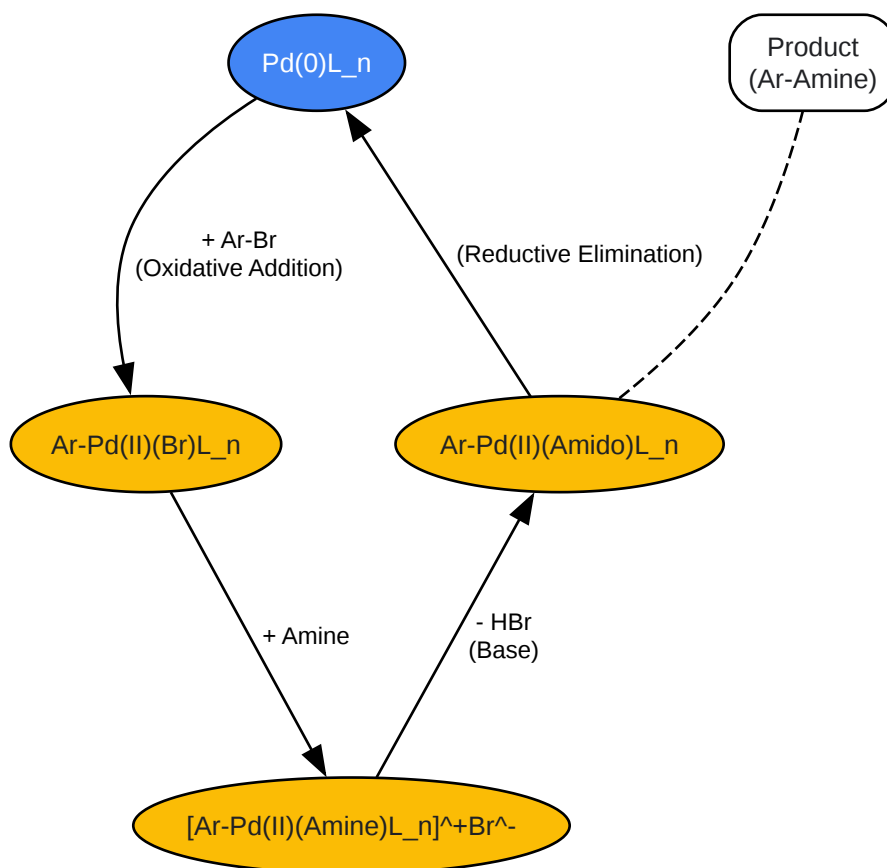 Pd(0)L_n
Product
(Ar-Amine)
+ Ar-Br
(Oxidative Addition)
(Reductive Elimination)
Ar-Pd(II)(Br)L_n
Ar-Pd(II)(Amido)L_n
+ Amine
- HBr
(Base)
[Ar-Pd(II)(Amine)L_n]^+Br^-